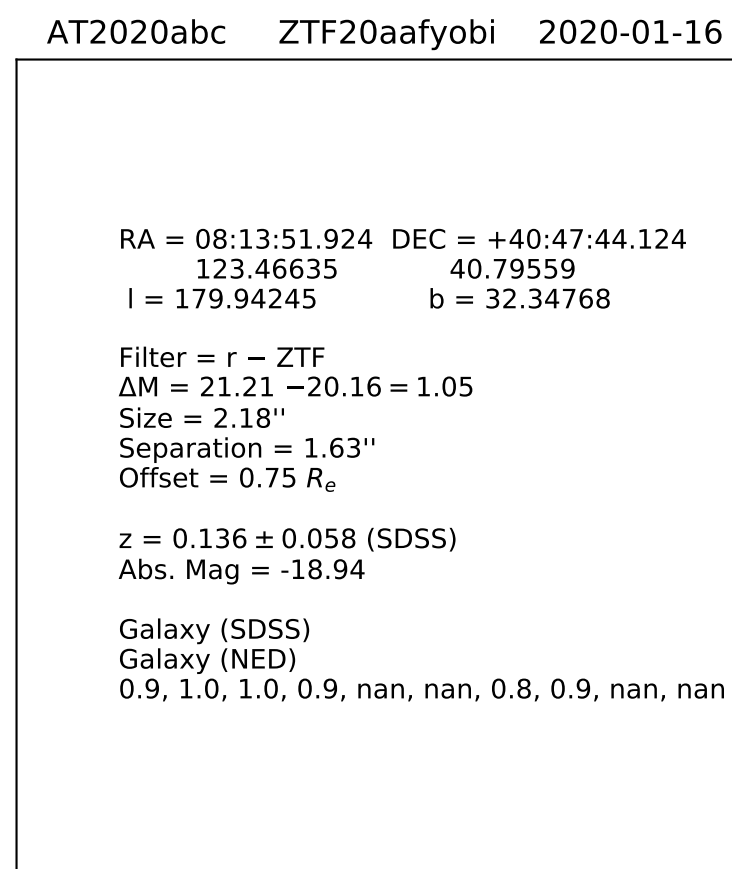 AT2020abc ZTF20aafyobi 2020-01-16
RA = 08:13:51.924 DEC = +40:47:44.124
123.46635 40.79559
l = 179.94245 b = 32.34768
Filter = r − ZTF
ΔM = 21.21 −20.16 = 1.05
Size = 2.18''
Separation = 1.63''
Offset = 0.75 Re
z = 0.136 ± 0.058 (SDSS)
Abs. Mag = -18.94
Galaxy (SDSS)
Galaxy (NED)
0.9, 1.0, 1.0, 0.9, nan, nan, 0.8, 0.9, nan, nan